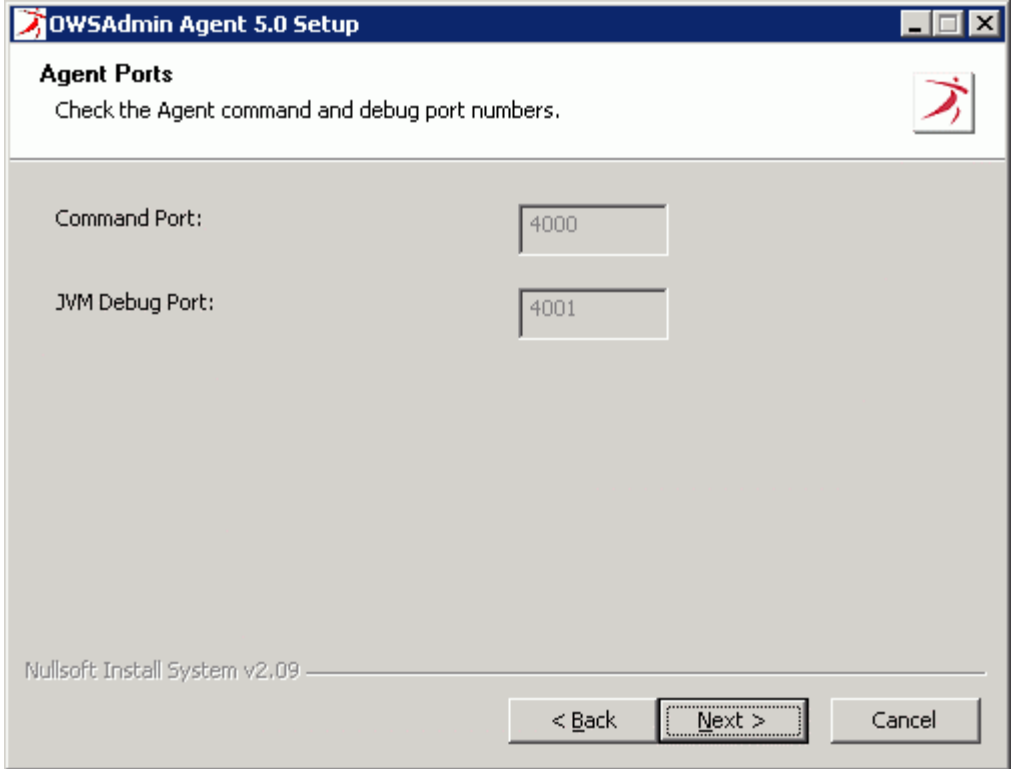 OWSAdmin Agent 5.0 Setup
Agent Ports
Check the Agent command and debug port numbers.
Command Port: 4000
JVM Debug Port: 4001
Nullsoft Install System v2.09
< Back Next > Cancel